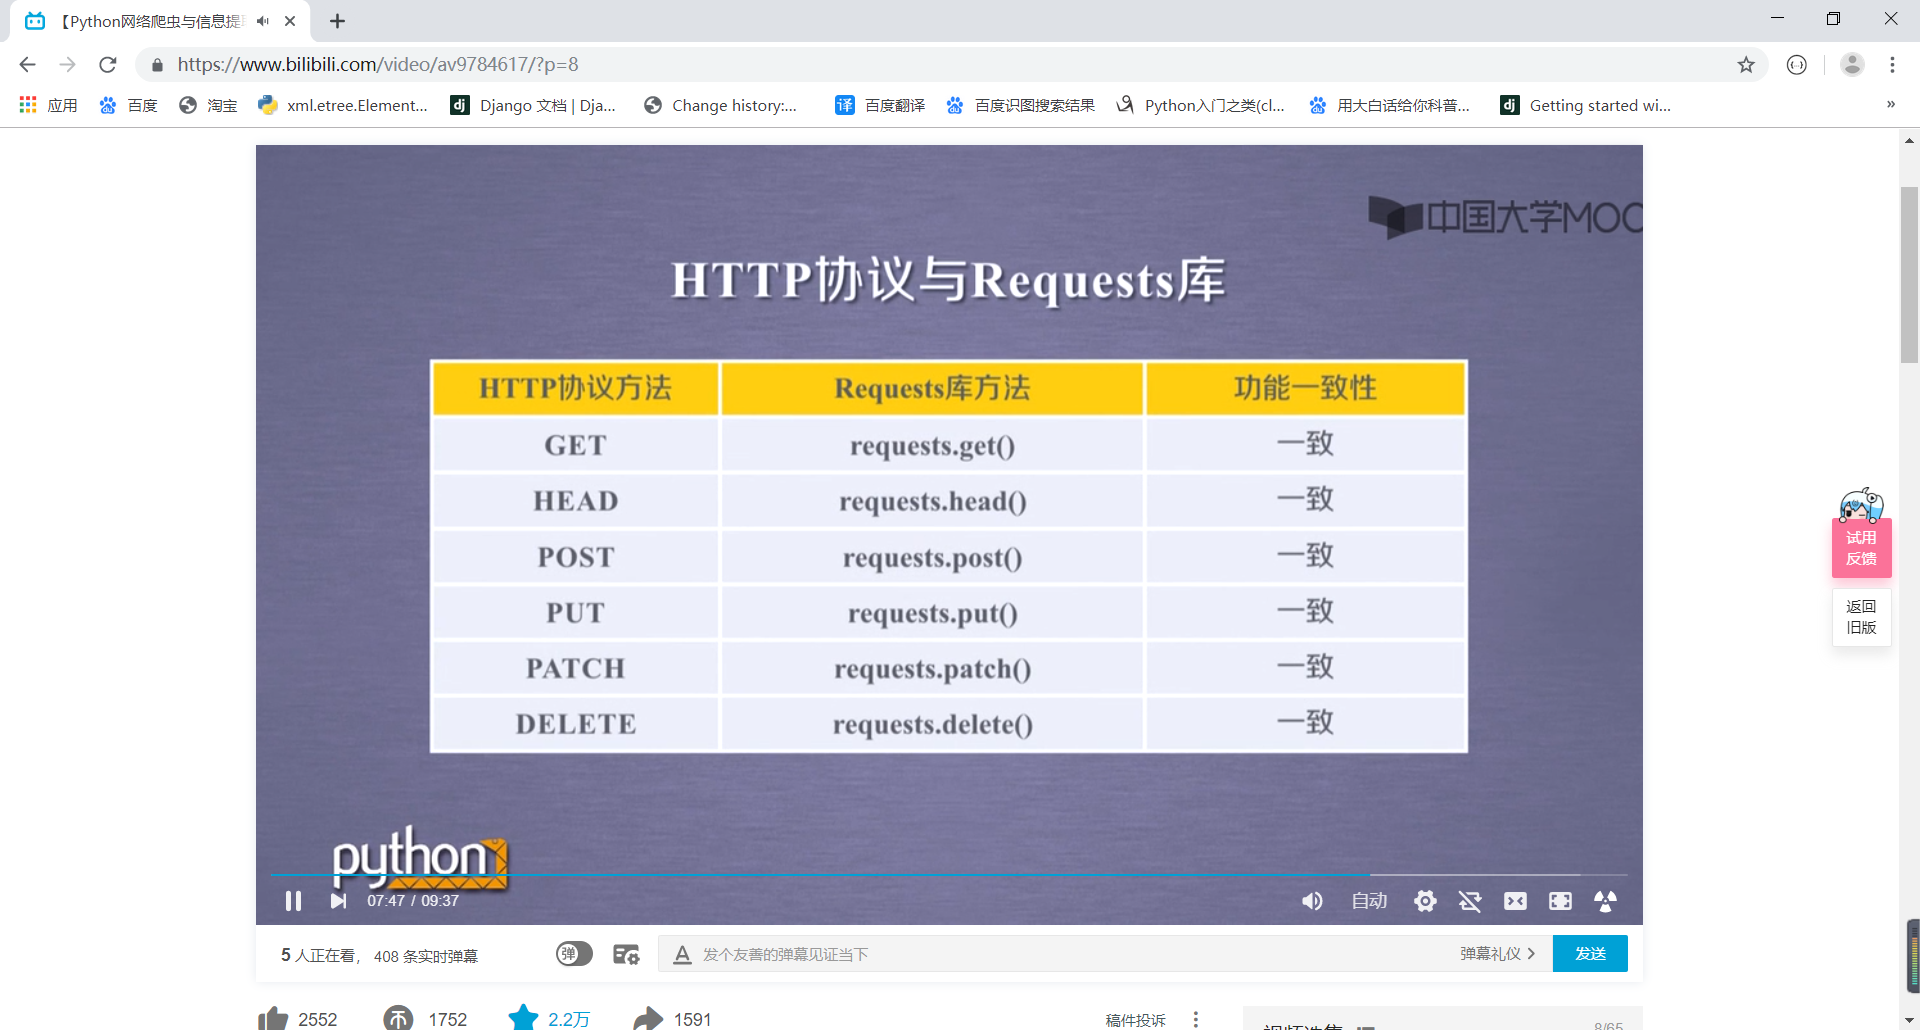 【Python网络爬虫与信息提
https://www.bilibili.com/video/av9784617/?p=8
应用 百度 淘宝 xml.etree.Element... Django 文档 | Dja... Change history:... 百度翻译 百度识图搜索结果 Python入门之类(cl... 用大白话给你科普... Getting started wi... »
中国大学MOO
HTTP协议与Requests库
HTTP协议方法 Requests库方法 功能一致性
GET requests.get() 一致
HEAD requests.head() 一致
POST requests.post() 一致
PUT requests.put() 一致
PATCH requests.patch() 一致
DELETE requests.delete() 一致
python
07:47 / 09:37 自动
试用
反馈
返回
旧版
5 人正在看， 408 条实时弹幕 弹 A 发个友善的弹幕见证当下 弹幕礼仪 发送
2552 1752 2.2万 1591 稿件投诉
视频选集 8/65